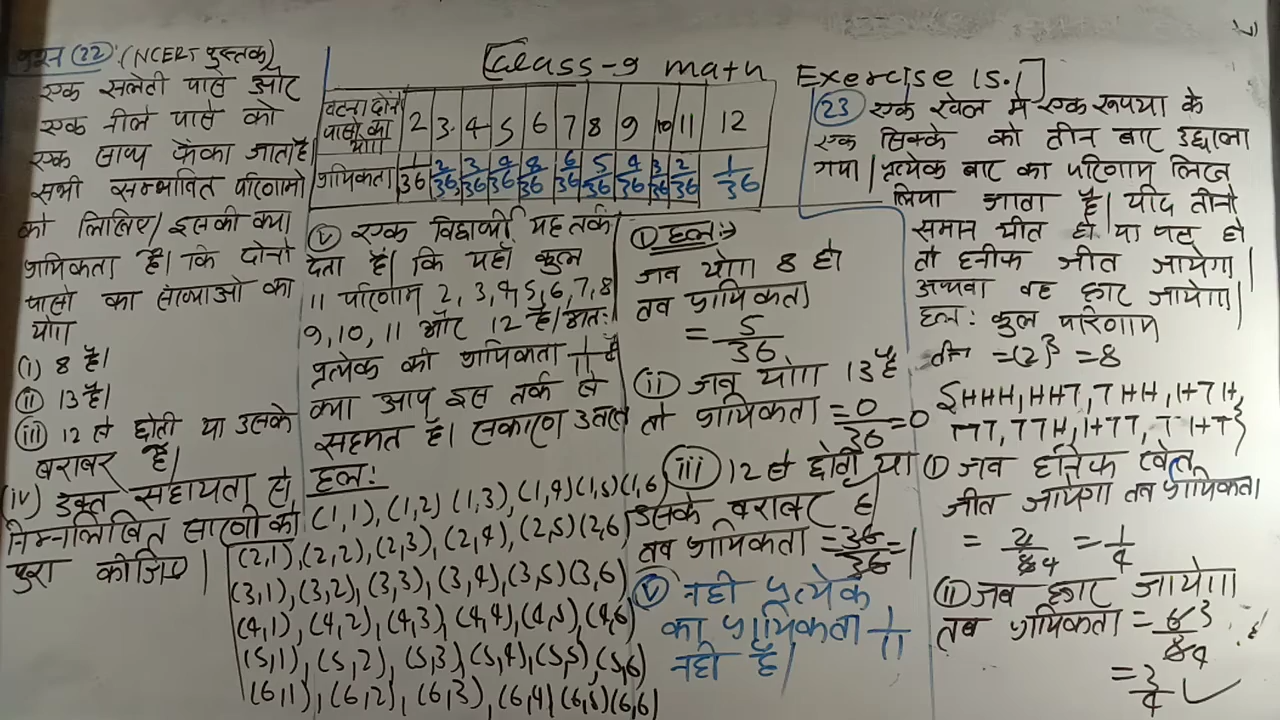 [Class-9 math Exercise 15.1]
प्रश्न (22): (NCERT पुस्तक)
एक सलेटी पासे और
एक नीले पासे को
एक साथ फेंका जाता है।
सभी सम्भावित परिणामो
को लिखिए। इसकी क्या
प्रायिकता है। कि दोनो
पासो का संख्याओ का
योग
(i) 8 है।
(ii) 13 है।
(iii) 12 से छोटी या उसके
बराबर है।
(iv) उक्त सहायता से
निम्नलिखित सारणी को
पुरा कीजिए।
घटना दोनो पासो का योग 2 3 4 5 6 7 8 9 10 11 12
प्रायिकता 1/36 2/36 3/36 4/36 8/36 6/36 5/36 4/36 3/36 2/36 1/36
(v) एक विद्यार्थी यह तर्क
देता है। कि यहाँ कुल
11 परिणाम 2, 3, 4, 5, 6, 7, 8
9, 10, 11 और 12 है। अतः
प्रत्येक की प्रायिकता 1/11 है
क्या आप इस तर्क से
सहमत है। सकारण उत्तर
हल:
(1,1), (1,2) (1,3), (1,4) (1,5) (1,6)
(2,1), (2,2), (2,3), (2,4), (2,5) (2,6)
(3,1), (3,2), (3,3), (3,4), (3,5) (3,6)
(4,1), (4,2), (4,3), (4,4), (4,5), (4,6)
(5,1), (5,2), (5,3), (5,4), (5,5), (5,6)
(6,1), (6,2), (6,3), (6,4) (6,5) (6,6)
(i) हल:→
जब योग 8 हो
तब प्रायिकता
= 5/36
(ii) जब योग 13 है
तो प्रायिकता = 0/36 = 0
(iii) 12 से छोटी या
उसके बराबर है
तब प्रायिकता = 36/36 = 1
(v) नही प्रत्येक
का प्रायिकता 1/11
नही है।
(23) एक खेल में एक रूपया के
एक सिक्के को तीन बार उछाला
गया। प्रत्येक बार का परिणाम लिख
लिया जाता है। यदि तीनो
समान चीत हो या पट हो
तो हनीफ जीत जायेगा।
अथवा वह हार जायेगा।
हल: कुल परिणाम
तीन = (2)³ = 8
{HHH, HHT, THH, HTH,
TTT, TTH, HTT, THT}
(i) जब हनिफ खेल
जीत जायेगा तब प्रायिकता
= 2/8 4 = 1/4
(ii) जब हार जायेगा
तब प्रायिकता = 6 3/8 4
= 3/4